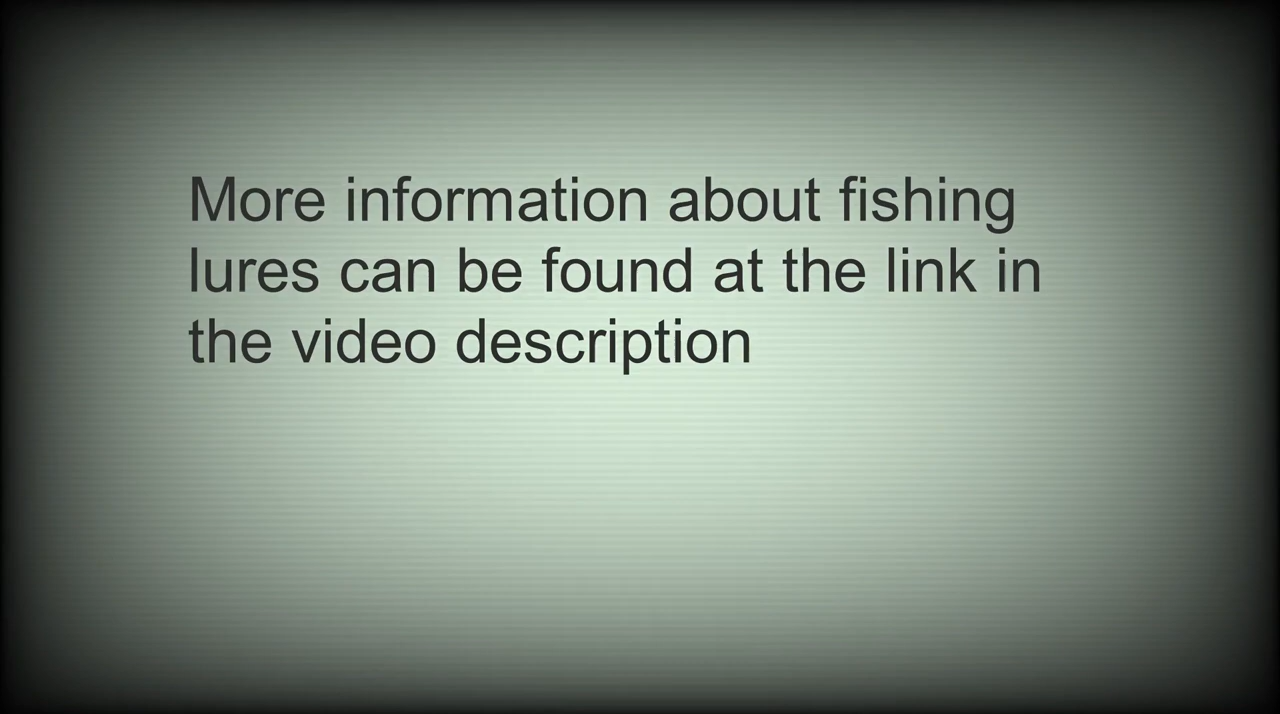 More information about fishing
lures can be found at the link in
the video description